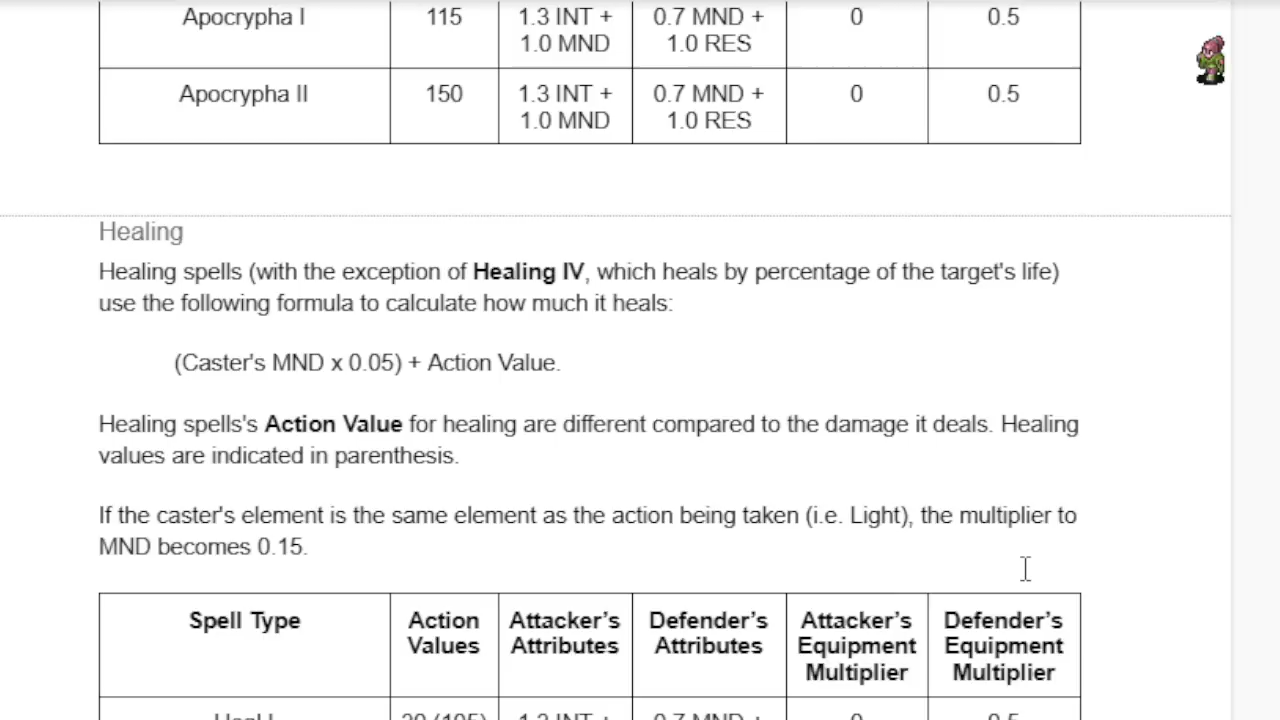 Apocrypha I 115 1.3 INT + 0.7 MND + 0 0.5
1.0 MND 1.0 RES
Apocrypha II 150 1.3 INT + 0.7 MND + 0 0.5
1.0 MND 1.0 RES
Healing
Healing spells (with the exception of Healing IV, which heals by percentage of the target's life)
use the following formula to calculate how much it heals:
(Caster's MND x 0.05) + Action Value.
Healing spells's Action Value for healing are different compared to the damage it deals. Healing
values are indicated in parenthesis.
If the caster's element is the same element as the action being taken (i.e. Light), the multiplier to
MND becomes 0.15.
Spell Type Action Attacker’s Defender’s Attacker’s Defender’s
Values Attributes Attributes Equipment Equipment
Multiplier Multiplier